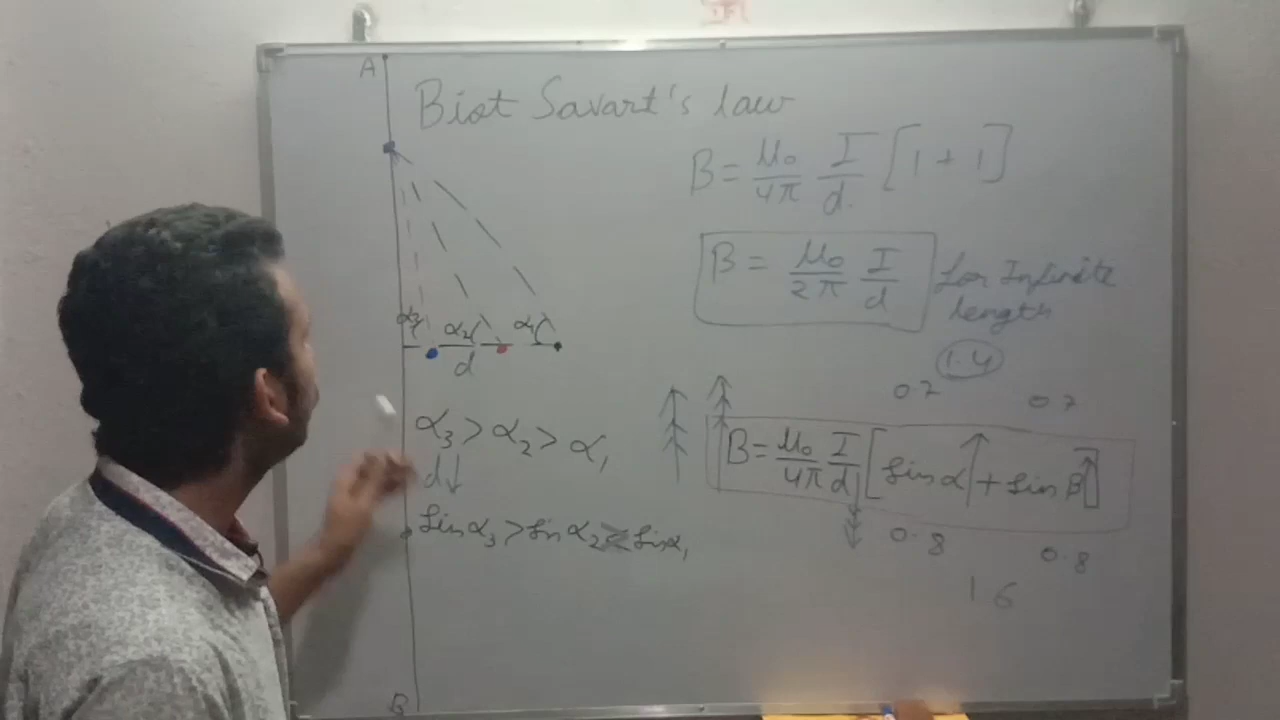 A
Biot Savart's law
B = μ₀/4π I/d [1 + 1]
B = μ₀/2π I/d for Infinite
length
α₃ α₂ α₁
d
1.4
0.7 0.7
α₃ > α₂ > α₁
B = μ₀/4π I/d [sin α↑ + sin β↑]
d↓
sin α₃ > sin α₂ > sin α₁
0.8 0.8
1 6
B